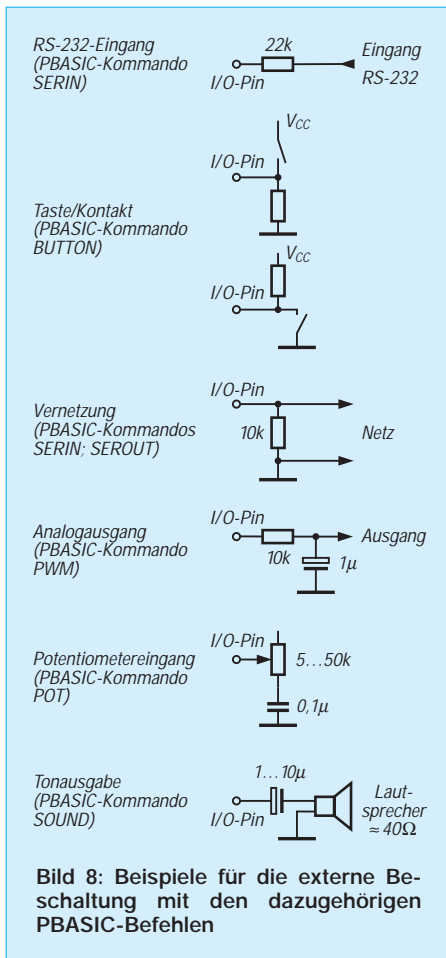 RS-232-Eingang
(PBASIC-Kommando
SERIN)
22k
I/O-Pin
Eingang
RS-232
Taste/Kontakt
(PBASIC-Kommando
BUTTON)
VCC
I/O-Pin
VCC
I/O-Pin
Vernetzung
(PBASIC-Kommandos
SERIN; SEROUT)
I/O-Pin
10k
Netz
Analogausgang
(PBASIC-Kommando
PWM)
I/O-Pin
10k
Ausgang
1µ
Potentiometereingang
(PBASIC-Kommando
POT)
I/O-Pin
5...50k
0,1µ
Tonausgabe
(PBASIC-Kommando
SOUND)
1...10µ
I/O-Pin
Laut-
sprecher
≈40Ω
Bild 8: Beispiele für die externe Be-
schaltung mit den dazugehörigen
PBASIC-Befehlen